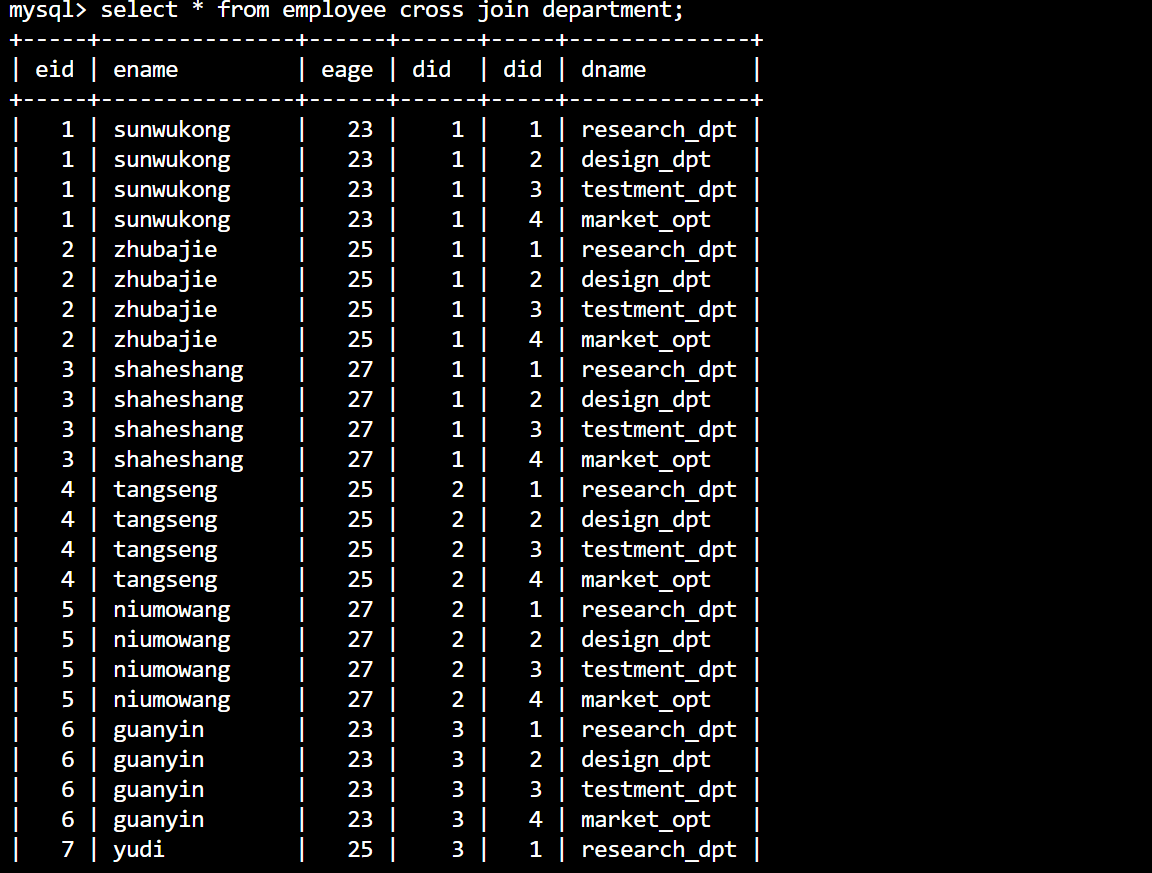 mysql> select * from employee cross join department;
+-----+---------------+------+------+-----+--------------+
| eid | ename         | eage | did  | did | dname        |
+-----+---------------+------+------+-----+--------------+
|   1 | sunwukong     |   23 |    1 |   1 | research_dpt |
|   1 | sunwukong     |   23 |    1 |   2 | design_dpt   |
|   1 | sunwukong     |   23 |    1 |   3 | testment_dpt |
|   1 | sunwukong     |   23 |    1 |   4 | market_opt   |
|   2 | zhubajie      |   25 |    1 |   1 | research_dpt |
|   2 | zhubajie      |   25 |    1 |   2 | design_dpt   |
|   2 | zhubajie      |   25 |    1 |   3 | testment_dpt |
|   2 | zhubajie      |   25 |    1 |   4 | market_opt   |
|   3 | shaheshang    |   27 |    1 |   1 | research_dpt |
|   3 | shaheshang    |   27 |    1 |   2 | design_dpt   |
|   3 | shaheshang    |   27 |    1 |   3 | testment_dpt |
|   3 | shaheshang    |   27 |    1 |   4 | market_opt   |
|   4 | tangseng      |   25 |    2 |   1 | research_dpt |
|   4 | tangseng      |   25 |    2 |   2 | design_dpt   |
|   4 | tangseng      |   25 |    2 |   3 | testment_dpt |
|   4 | tangseng      |   25 |    2 |   4 | market_opt   |
|   5 | niumowang     |   27 |    2 |   1 | research_dpt |
|   5 | niumowang     |   27 |    2 |   2 | design_dpt   |
|   5 | niumowang     |   27 |    2 |   3 | testment_dpt |
|   5 | niumowang     |   27 |    2 |   4 | market_opt   |
|   6 | guanyin       |   23 |    3 |   1 | research_dpt |
|   6 | guanyin       |   23 |    3 |   2 | design_dpt   |
|   6 | guanyin       |   23 |    3 |   3 | testment_dpt |
|   6 | guanyin       |   23 |    3 |   4 | market_opt   |
|   7 | yudi          |   25 |    3 |   1 | research_dpt |